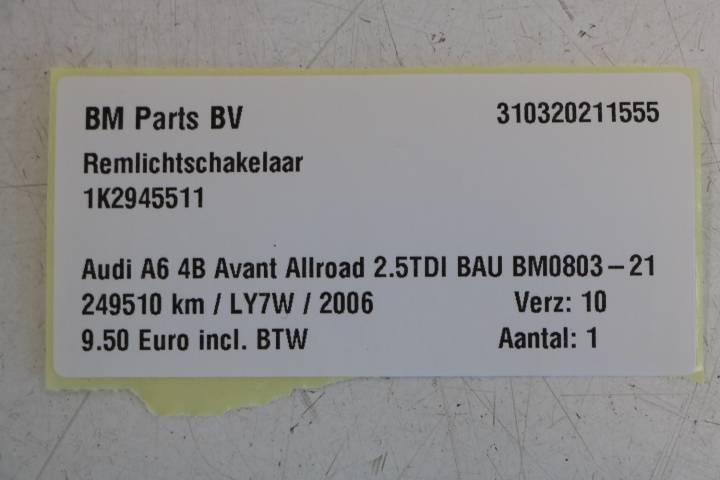 BM Parts BV 310320211555
Remlichtschakelaar
1K2945511
Audi A6 4B Avant Allroad 2.5TDI BAU BM0803-21
249510 km / LY7W / 2006 Verz: 10
9.50 Euro incl. BTW Aantal: 1